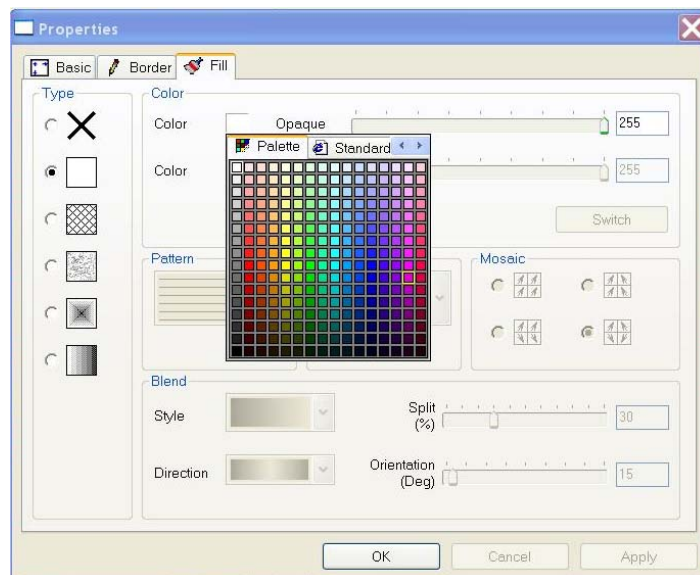 Properties
Basic Border Fill
Type
Color
Color Opaque 255
Palette Standard
Color 255
Switch
Pattern
Mosaic
Blend
Style
Split
(%)
30
Direction
Orientation
(Deg)
15
OK Cancel Apply